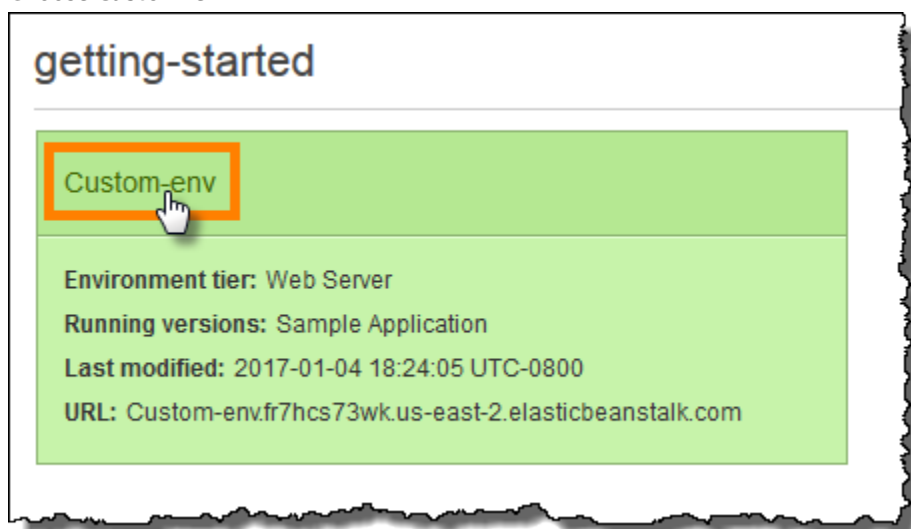 getting-started
Custom-env
Environment tier: Web Server
Running versions: Sample Application
Last modified: 2017-01-04 18:24:05 UTC-0800
URL: Custom-env.fr7hcs73wk.us-east-2.elasticbeanstalk.com